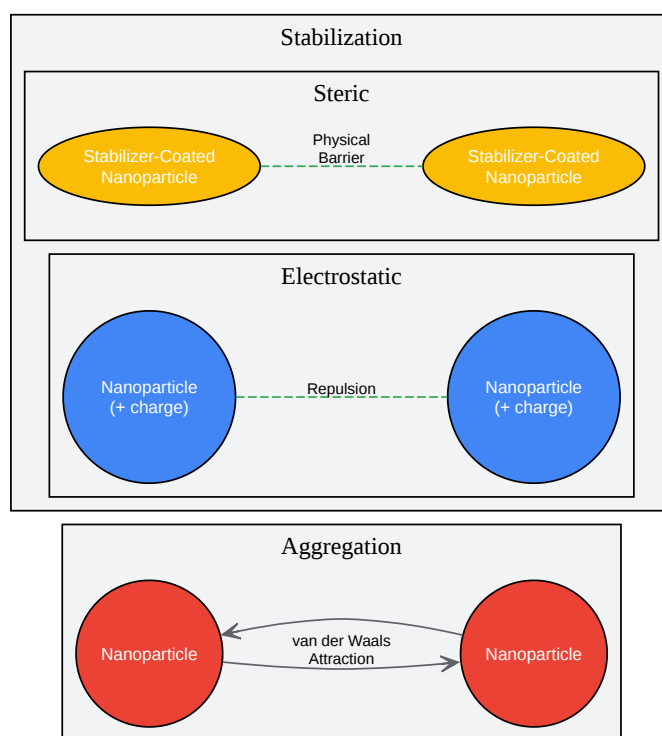 Stabilization
Steric
Stabilizer-Coated
Nanoparticle
Physical
Barrier
Stabilizer-Coated
Nanoparticle
Electrostatic
Nanoparticle
(+ charge)
Repulsion
Nanoparticle
(+ charge)
Aggregation
Nanoparticle
van der Waals
Attraction
Nanoparticle